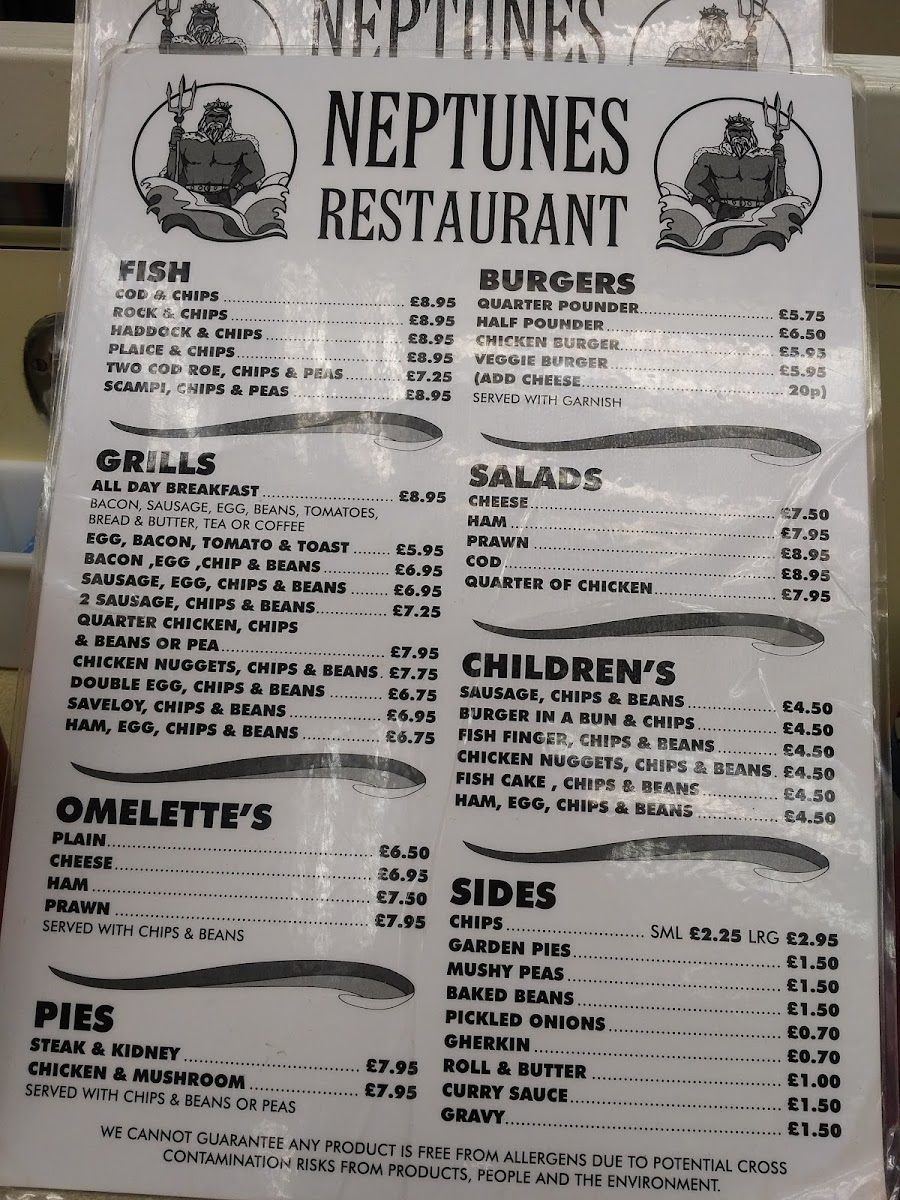 NEPTUNES
NEPTUNES
RESTAURANT
FISH
COD & CHIPS £8.95
ROCK & CHIPS £8.95
HADDOCK & CHIPS £8.95
PLAICE & CHIPS £8.95
TWO COD ROE, CHIPS & PEAS £7.25
SCAMPI, CHIPS & PEAS £8.95
GRILLS
ALL DAY BREAKFAST £8.95
BACON, SAUSAGE, EGG, BEANS, TOMATOES,
BREAD & BUTTER, TEA OR COFFEE
EGG, BACON, TOMATO & TOAST £5.95
BACON ,EGG ,CHIP & BEANS £6.95
SAUSAGE, EGG, CHIPS & BEANS £6.95
2 SAUSAGE, CHIPS & BEANS £7.25
QUARTER CHICKEN, CHIPS
& BEANS OR PEA £7.95
CHICKEN NUGGETS, CHIPS & BEANS £7.75
DOUBLE EGG, CHIPS & BEANS £6.75
SAVELOY, CHIPS & BEANS £6.95
HAM, EGG, CHIPS & BEANS £6.75
OMELETTE'S
PLAIN £6.50
CHEESE £6.95
HAM £7.50
PRAWN £7.95
SERVED WITH CHIPS & BEANS
PIES
STEAK & KIDNEY £7.95
CHICKEN & MUSHROOM £7.95
SERVED WITH CHIPS & BEANS OR PEAS
BURGERS
QUARTER POUNDER £5.75
HALF POUNDER £6.50
CHICKEN BURGER £5.95
VEGGIE BURGER £5.95
(ADD CHEESE 20p)
SERVED WITH GARNISH
SALADS
CHEESE £7.50
HAM £7.95
PRAWN £8.95
COD £8.95
QUARTER OF CHICKEN £7.95
CHILDREN'S
SAUSAGE, CHIPS & BEANS £4.50
BURGER IN A BUN & CHIPS £4.50
FISH FINGER, CHIPS & BEANS £4.50
CHICKEN NUGGETS, CHIPS & BEANS £4.50
FISH CAKE , CHIPS & BEANS £4.50
HAM, EGG, CHIPS & BEANS £4.50
SIDES
CHIPS SML £2.25 LRG £2.95
GARDEN PIES £1.50
MUSHY PEAS £1.50
BAKED BEANS £1.50
PICKLED ONIONS £0.70
GHERKIN £0.70
ROLL & BUTTER £1.00
CURRY SAUCE £1.50
GRAVY £1.50
WE CANNOT GUARANTEE ANY PRODUCT IS FREE FROM ALLERGENS DUE TO POTENTIAL CROSS
CONTAMINATION RISKS FROM PRODUCTS, PEOPLE AND THE ENVIRONMENT.